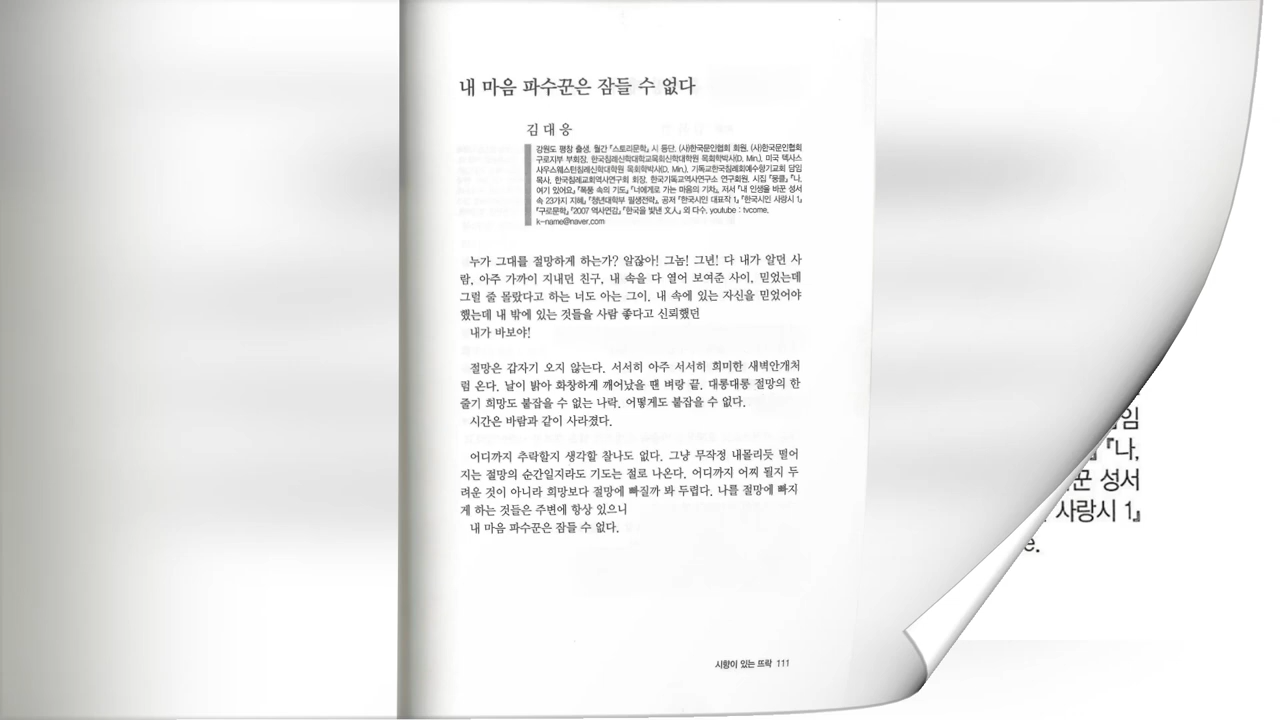 내 마음 파수꾼은 잠들 수 없다
김 대 응
강원도 평창 출생. 월간 『스토리문학』 시 등단. (사)한국문인협회 회원. (사)한국문인협회
구로지부 부회장. 한국침례신학대학교목회신학대학원 목회학박사(D. Min.). 미국 텍사스
사우스웨스턴침례신학대학원 목회학박사(D. Min.). 기독교한국침례회예수향기교회 담임
목사. 한국침례교회역사연구회 회장. 한국기독교역사연구소 연구회원. 시집 『뭉클』 『나,
여기 있어요』 『폭풍 속의 기도』 『너에게로 가는 마음의 기차』. 저서 『내 인생을 바꾼 성서
속 23가지 지혜』 『청년대학부 필생전략』. 공저 『한국시인 대표작 1』 『한국시인 사랑시 1』
『구로문학』 『2007 역사연감』 『한국을 빛낸 文人』 외 다수. youtube : tvcome.
k-name@naver.com
누가 그대를 절망하게 하는가? 알잖아! 그놈! 그년! 다 내가 알던 사
람, 아주 가까이 지내던 친구, 내 속을 다 열어 보여준 사이, 믿었는데
그럴 줄 몰랐다고 하는 너도 아는 그이. 내 속에 있는 자신을 믿었어야
했는데 내 밖에 있는 것들을 사람 좋다고 신뢰했던
내가 바보야!
절망은 갑자기 오지 않는다. 서서히 아주 서서히 희미한 새벽안개처
럼 온다. 날이 밝아 화창하게 깨어났을 땐 벼랑 끝. 대롱대롱 절망의 한
줄기 희망도 붙잡을 수 없는 나락. 어떻게도 붙잡을 수 없다.
시간은 바람과 같이 사라졌다.
어디까지 추락할지 생각할 찰나도 없다. 그냥 무작정 내몰리듯 떨어
지는 절망의 순간일지라도 기도는 절로 나온다. 어디까지 어찌 될지 두
려운 것이 아니라 희망보다 절망에 빠질까 봐 두렵다. 나를 절망에 빠지
게 하는 것들은 주변에 항상 있으니
내 마음 파수꾼은 잠들 수 없다.
시향이 있는 뜨락 111
임
『나,
꾼 성서
사랑시 1』
e.